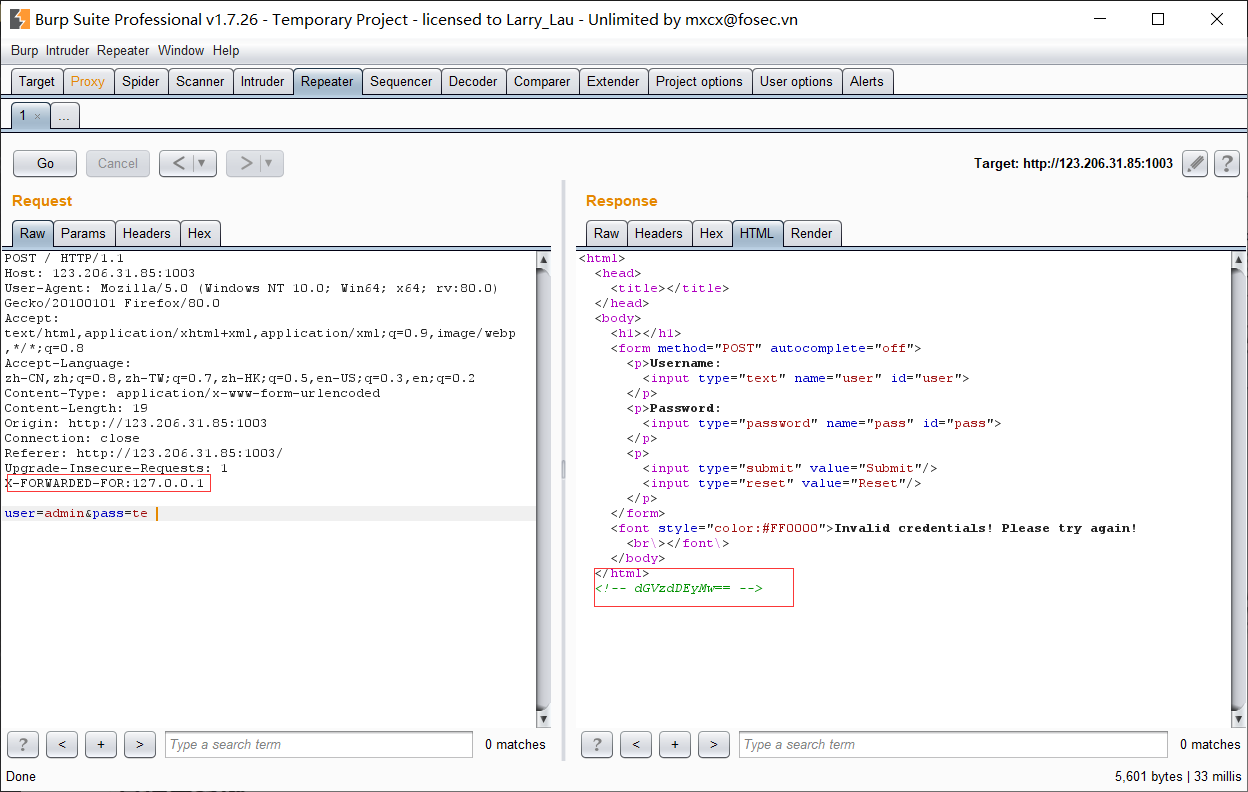 Burp Suite Professional v1.7.26 - Temporary Project - licensed to Larry_Lau - Unlimited by mxcx@fosec.vn
Burp Intruder Repeater Window Help
Target Proxy Spider Scanner Intruder Repeater Sequencer Decoder Comparer Extender Project options User options Alerts
1 × ...
Go Cancel < ▼ > ▼ Target: http://123.206.31.85:1003 ?
Request
Raw Params Headers Hex
POST / HTTP/1.1
Host: 123.206.31.85:1003
User-Agent: Mozilla/5.0 (Windows NT 10.0; Win64; x64; rv:80.0)
Gecko/20100101 Firefox/80.0
Accept:
text/html,application/xhtml+xml,application/xml;q=0.9,image/webp
,*/*;q=0.8
Accept-Language:
zh-CN,zh;q=0.8,zh-TW;q=0.7,zh-HK;q=0.5,en-US;q=0.3,en;q=0.2
Content-Type: application/x-www-form-urlencoded
Content-Length: 19
Origin: http://123.206.31.85:1003
Connection: close
Referer: http://123.206.31.85:1003/
Upgrade-Insecure-Requests: 1
X-FORWARDED-FOR:127.0.0.1
user=admin&pass=te
? < + > Type a search term 0 matches
Response
Raw Headers Hex HTML Render
<html>
<head>
<title></title>
</head>
<body>
<h1></h1>
<form method="POST" autocomplete="off">
<p>Username:
<input type="text" name="user" id="user">
</p>
<p>Password:
<input type="password" name="pass" id="pass">
</p>
<p>
<input type="submit" value="Submit"/>
<input type="reset" value="Reset"/>
</p>
</form>
<font style="color:#FF0000">Invalid credentials! Please try again!
<br\></font\>
</body>
</html>
<!-- dGVzdDEyMw== -->
? < + > Type a search term 0 matches
Done 5,601 bytes | 33 millis